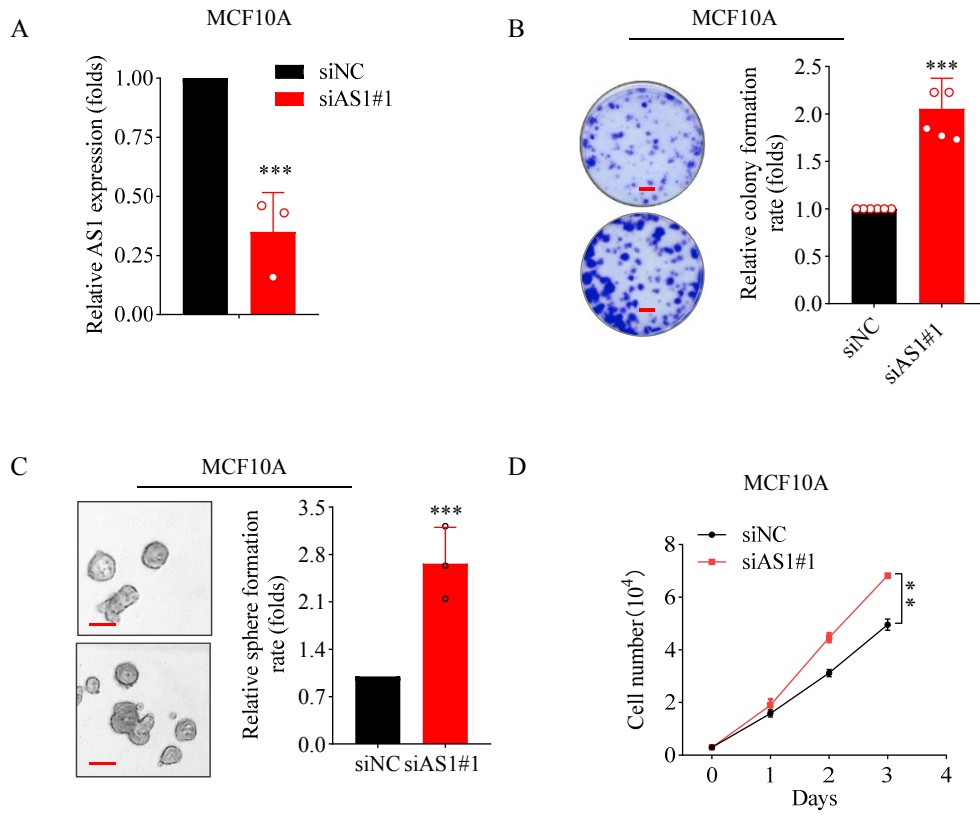 A
MCF10A
Relative AS1 expression (folds)
1.00
0.75
0.50
0.25
0.00
siNC
siAS1#1
***
B
MCF10A
Relative colony formation
rate (folds)
2.5
2.0
1.5
1.0
0.5
0.0
***
siNC
siAS1#1
C
MCF10A
Relative sphere formation
rate (folds)
3.5
2.8
2.1
1.4
0.7
0.0
***
siNC siAS1#1
D
MCF10A
siNC
siAS1#1
Cell number (10⁴)
8
6
4
2
0
**
0 1 2 3 4
Days